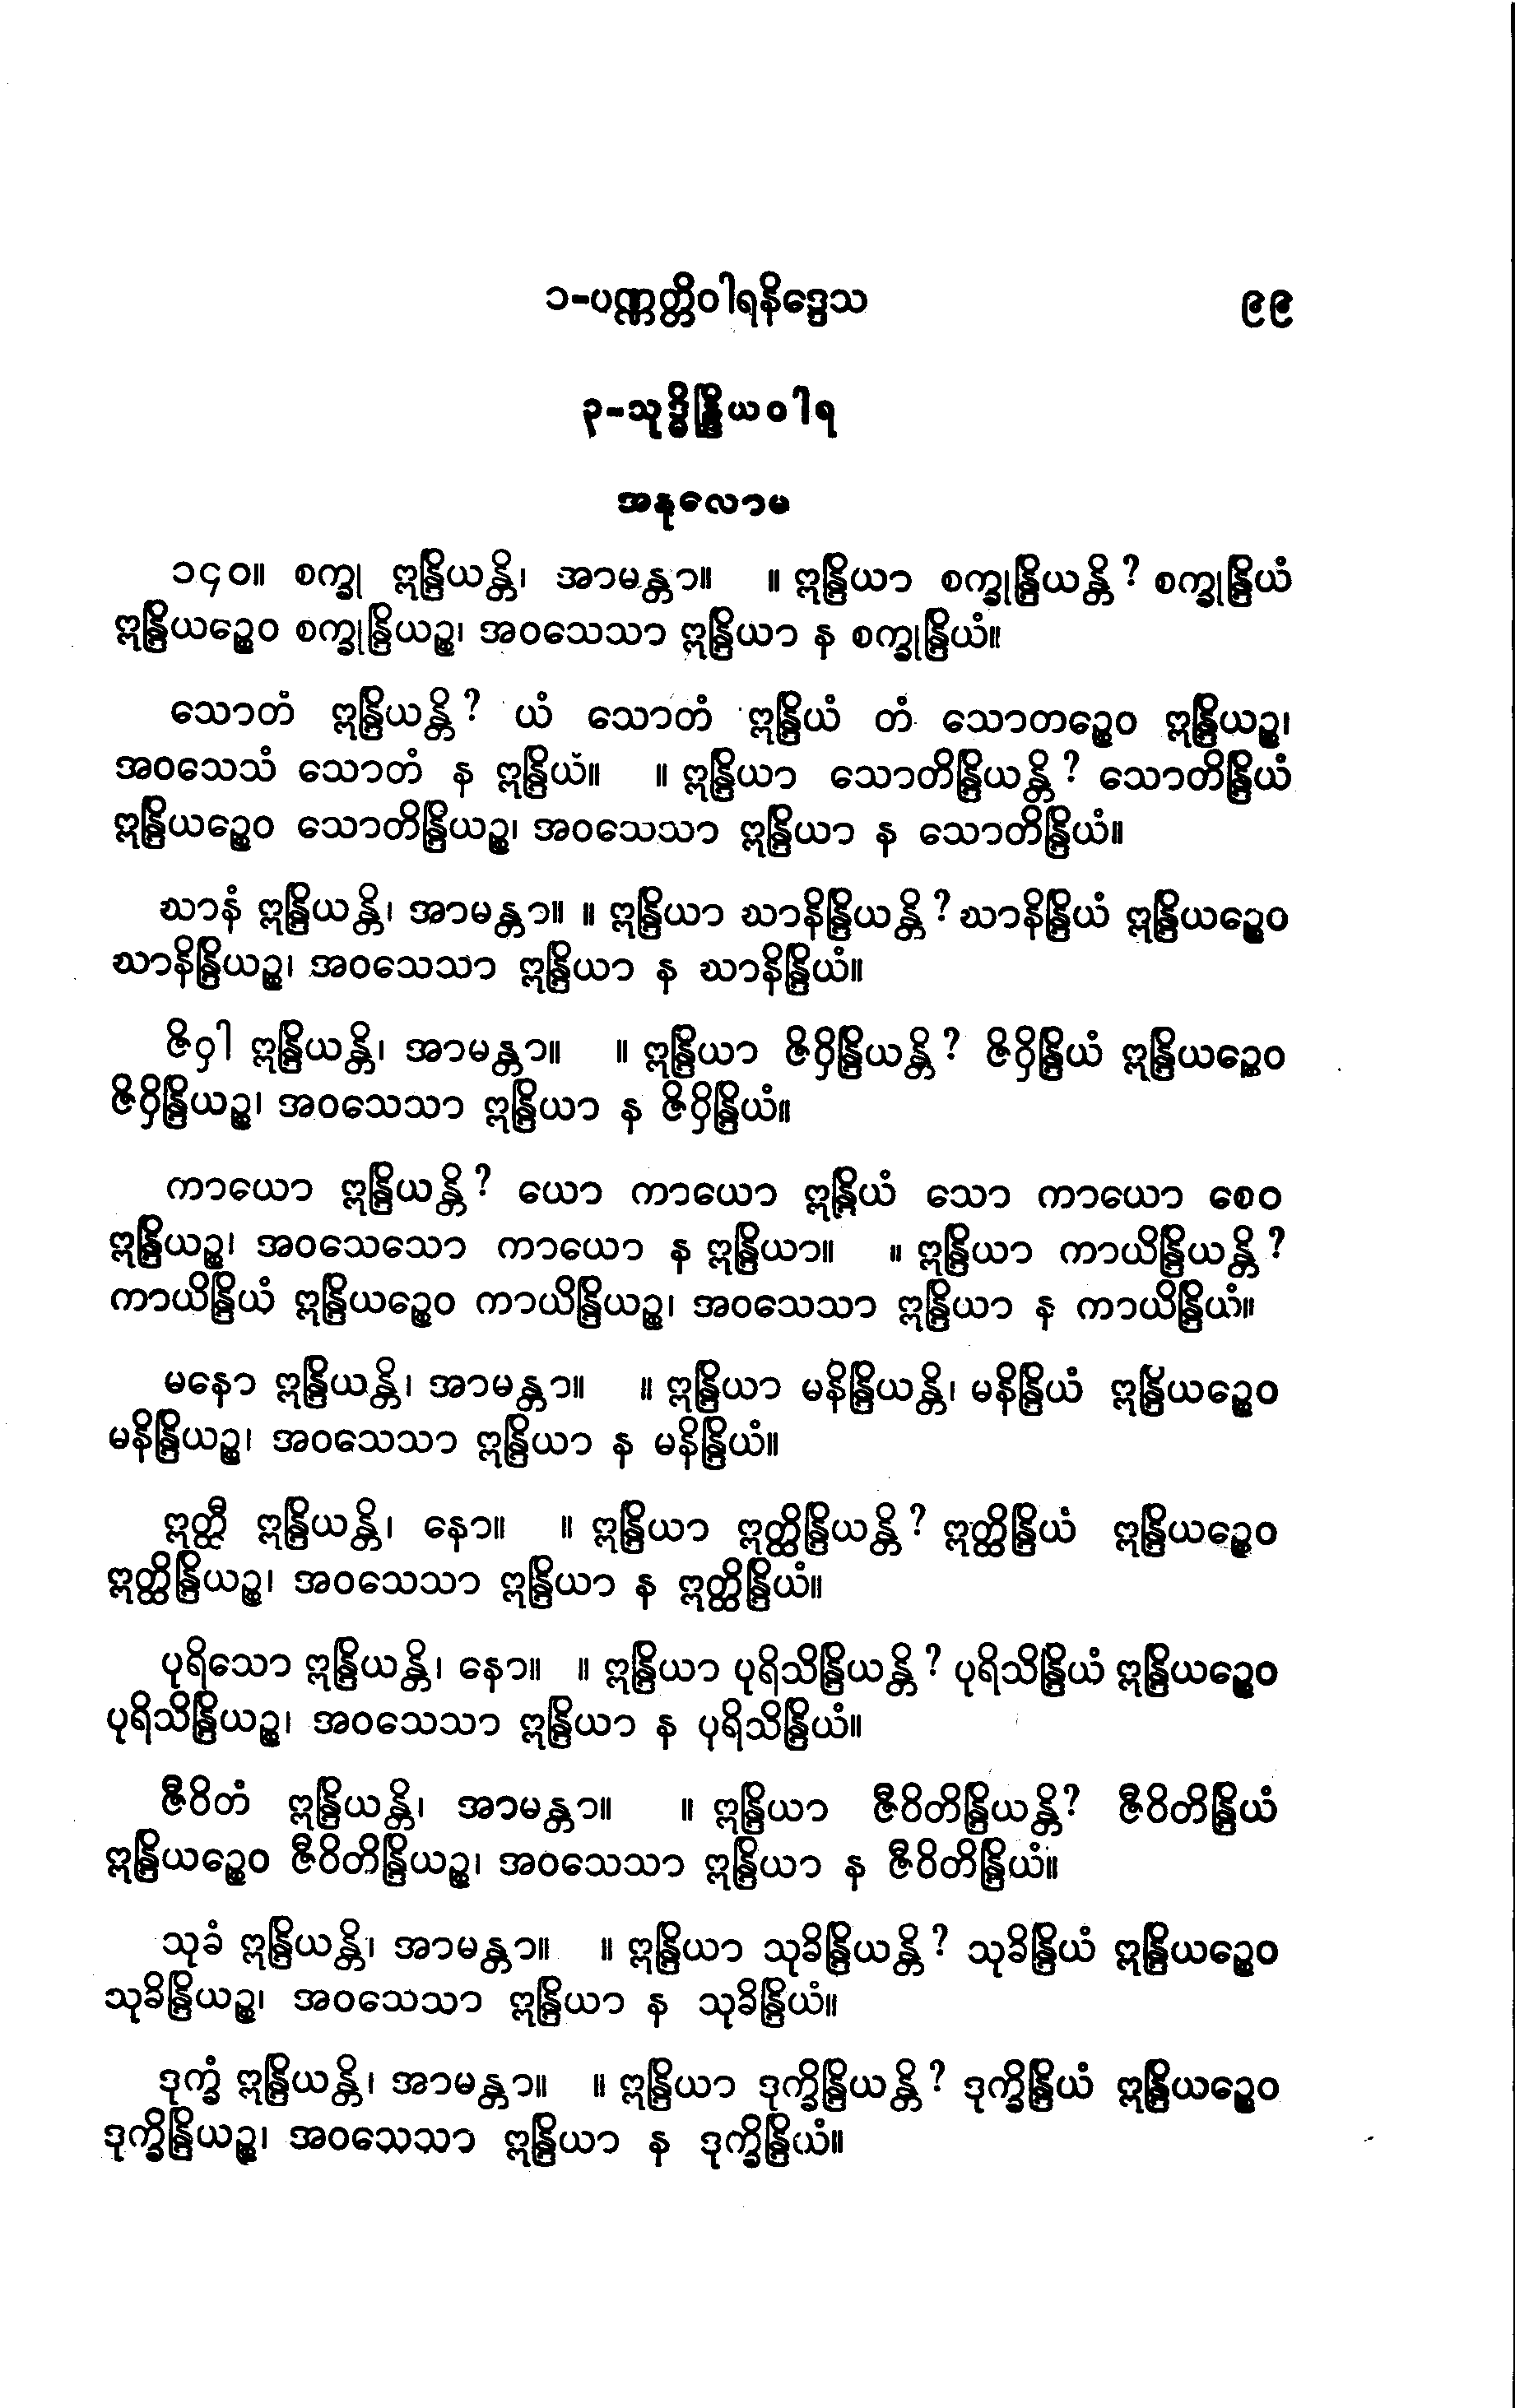 ၁-ပဏ္ဏတ္တိဝါရနိဒ္ဒေသ ၉၉
၃-သုဒ္ဓိန္ဒြိယဝါရ
အနုလောမ
၁၄၀။ စက္ခု ဣန္ဒြိယန္တိ၊ အာမန္တာ။ ။ ဣန္ဒြိယာ စက္ခုန္ဒြိယန္တိ? စက္ခုန္ဒြိယံ
ဣန္ဒြိယဉ္စေဝ စက္ခုန္ဒြိယဉ္စ၊ အဝသေသာ ဣန္ဒြိယာ န စက္ခုန္ဒြိယံ။
သောတံ ဣန္ဒြိယန္တိ? ယံ သောတံ ဣန္ဒြိယံ တံ သောတဉ္စေဝ ဣန္ဒြိယဉ္စ၊
အဝသေသံ သောတံ န ဣန္ဒြိယံ။ ။ ဣန္ဒြိယာ သောတိန္ဒြိယန္တိ? သောတိန္ဒြိယံ
ဣန္ဒြိယဉ္စေဝ သောတိန္ဒြိယဉ္စ၊ အဝသေသာ ဣန္ဒြိယာ န သောတိန္ဒြိယံ။
ဃာနံ ဣန္ဒြိယန္တိ၊ အာမန္တာ။ ။ ဣန္ဒြိယာ ဃာနိန္ဒြိယန္တိ? ဃာနိန္ဒြိယံ ဣန္ဒြိယဉ္စေဝ
ဃာနိန္ဒြိယဉ္စ၊ အဝသေသာ ဣန္ဒြိယာ န ဃာနိန္ဒြိယံ။
ဇိဝှါ ဣန္ဒြိယန္တိ၊ အာမန္တာ။ ။ ဣန္ဒြိယာ ဇိဝှိန္ဒြိယန္တိ? ဇိဝှိန္ဒြိယံ ဣန္ဒြိယဉ္စေဝ
ဇိဝှိန္ဒြိယဉ္စ၊ အဝသေသာ ဣန္ဒြိယာ န ဇိဝှိန္ဒြိယံ။
ကာယော ဣန္ဒြိယန္တိ? ယော ကာယော ဣန္ဒြိယံ သော ကာယော စေဝ
ဣန္ဒြိယဉ္စ၊ အဝသေသော ကာယော န ဣန္ဒြိယာ။ ။ ဣန္ဒြိယာ ကာယိန္ဒြိယန္တိ?
ကာယိန္ဒြိယံ ဣန္ဒြိယဉ္စေဝ ကာယိန္ဒြိယဉ္စ၊ အဝသေသာ ဣန္ဒြိယာ န ကာယိန္ဒြိယံ။
မနော ဣန္ဒြိယန္တိ၊ အာမန္တာ။ ။ ဣန္ဒြိယာ မနိန္ဒြိယန္တိ၊ မနိန္ဒြိယံ ဣန္ဒြိယဉ္စေဝ
မနိန္ဒြိယဉ္စ၊ အဝသေသာ ဣန္ဒြိယာ န မနိန္ဒြိယံ။
ဣတ္ထီ ဣန္ဒြိယန္တိ၊ နော။ ။ ဣန္ဒြိယာ ဣတ္ထိန္ဒြိယန္တိ? ဣတ္ထိန္ဒြိယံ ဣန္ဒြိယဉ္စေဝ
ဣတ္ထိန္ဒြိယဉ္စ၊ အဝသေသာ ဣန္ဒြိယာ န ဣတ္ထိန္ဒြိယံ။
ပုရိသော ဣန္ဒြိယန္တိ၊ နော။ ။ ဣန္ဒြိယာ ပုရိသိန္ဒြိယန္တိ? ပုရိသိန္ဒြိယံ ဣန္ဒြိယဉ္စေဝ
ပုရိသိန္ဒြိယဉ္စ၊ အဝသေသာ ဣန္ဒြိယာ န ပုရိသိန္ဒြိယံ။
ဇီဝိတံ ဣန္ဒြိယန္တိ၊ အာမန္တာ။ ။ ဣန္ဒြိယာ ဇီဝိတိန္ဒြိယန္တိ? ဇီဝိတိန္ဒြိယံ
ဣန္ဒြိယဉ္စေဝ ဇီဝိတိန္ဒြိယဉ္စ၊ အဝသေသာ ဣန္ဒြိယာ န ဇီဝိတိန္ဒြိယံ။
သုခံ ဣန္ဒြိယန္တိ၊ အာမန္တာ။ ။ ဣန္ဒြိယာ သုခိန္ဒြိယန္တိ? သုခိန္ဒြိယံ ဣန္ဒြိယဉ္စေဝ
သုခိန္ဒြိယဉ္စ၊ အဝသေသာ ဣန္ဒြိယာ န သုခိန္ဒြိယံ။
ဒုက္ခံ ဣန္ဒြိယန္တိ၊ အာမန္တာ။ ။ ဣန္ဒြိယာ ဒုက္ခိန္ဒြိယန္တိ? ဒုက္ခိန္ဒြိယံ ဣန္ဒြိယဉ္စေဝ
ဒုက္ခိန္ဒြိယဉ္စ၊ အဝသေသာ ဣန္ဒြိယာ န ဒုက္ခိန္ဒြိယံ။